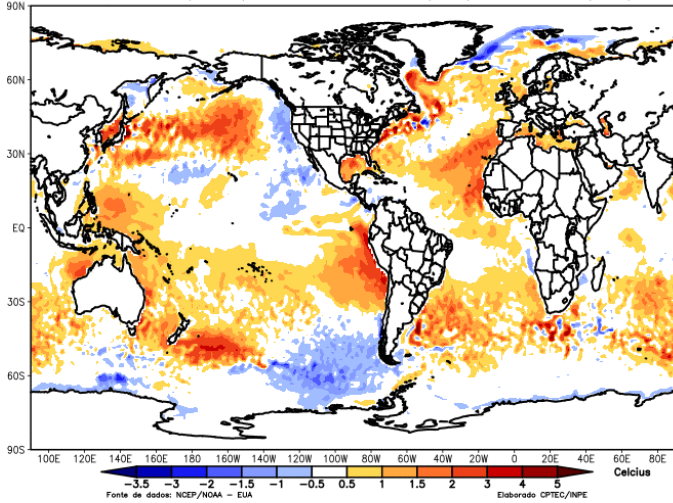 90N
60N
30N
EQ
30S
60S
90S
100E 120E 140E 160E 180 160W 140W 120W 100W 80W 60W 40W 20W 0 20E 40E 60E 80E
-3.5 -3 -2.5 -2 -1.5 -1 -0.5 0.5 1 1.5 2 3 4 5 Celcius
Fonte de dados: NCEP/NOAA - EUA Elaborado CPTEC/INPE